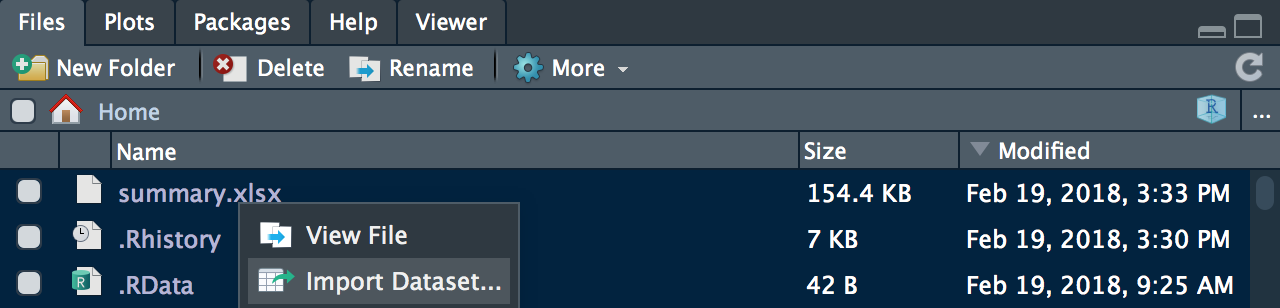 Files Plots Packages Help Viewer
New Folder Delete Rename More
Home R ...
Name Size Modified
summary.xlsx 154.4 KB Feb 19, 2018, 3:33 PM
View File
.Rhistory 7 KB Feb 19, 2018, 3:30 PM
Import Dataset...
R .RData 42 B Feb 19, 2018, 9:25 AM